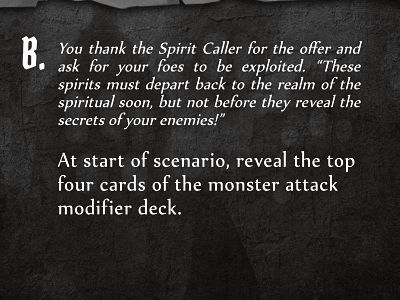 B. You thank the Spirit Caller for the offer and
ask for your foes to be exploited. “These
spirits must depart back to the realm of the
spiritual soon, but not before they reveal the
secrets of your enemies!”
At start of scenario, reveal the top
four cards of the monster attack
modifier deck.